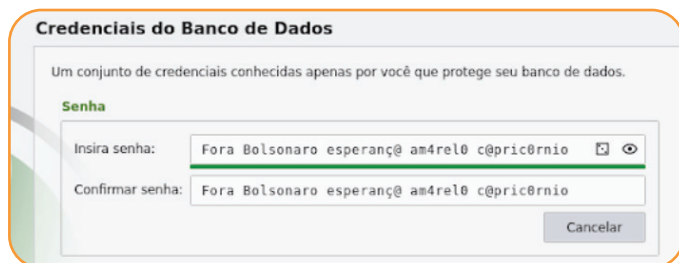 Credenciais do Banco de Dados
Um conjunto de credenciais conhecidas apenas por você que protege seu banco de dados.
Senha
Insira senha: Fora Bolsonaro esperanç@ am4rel0 c@pric0rnio
Confirmar senha: Fora Bolsonaro esperanç@ am4rel0 c@pric0rnio
Cancelar